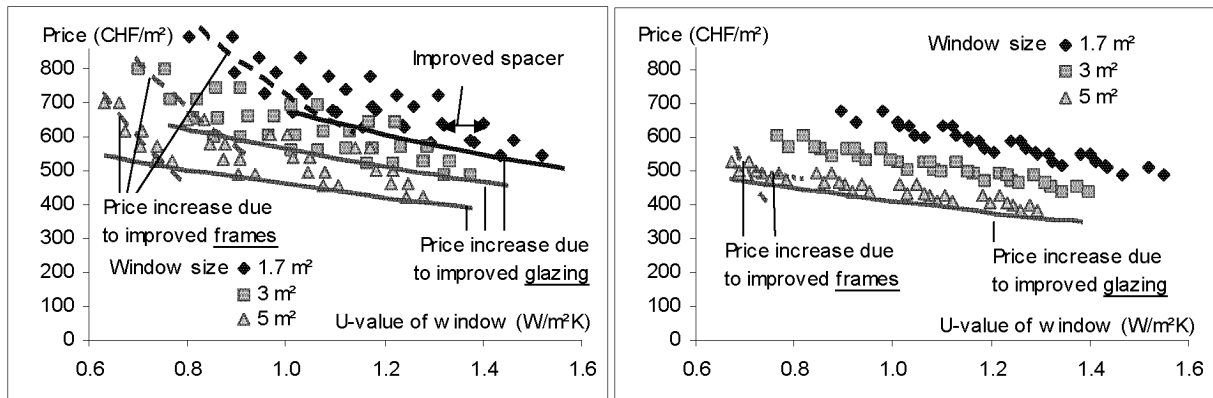 Price (CHF/m²)
900
800
700
600
500
400
300
200
100
0
0.6
0.8
1.0
1.2
1.4
1.6
Improved spacer
Price increase due
to improved frames
Price increase due
to improved glazing
Window size
1.7 m²
3 m²
5 m²
U-value of window (W/m²K)
Price (CHF/m²)
900
800
700
600
500
400
300
200
100
0
0.6
0.8
1.0
1.2
1.4
1.6
Window size
1.7 m²
3 m²
5 m²
Price increase due
to improved frames
Price increase due
to improved glazing
U-value of window (W/m²K)